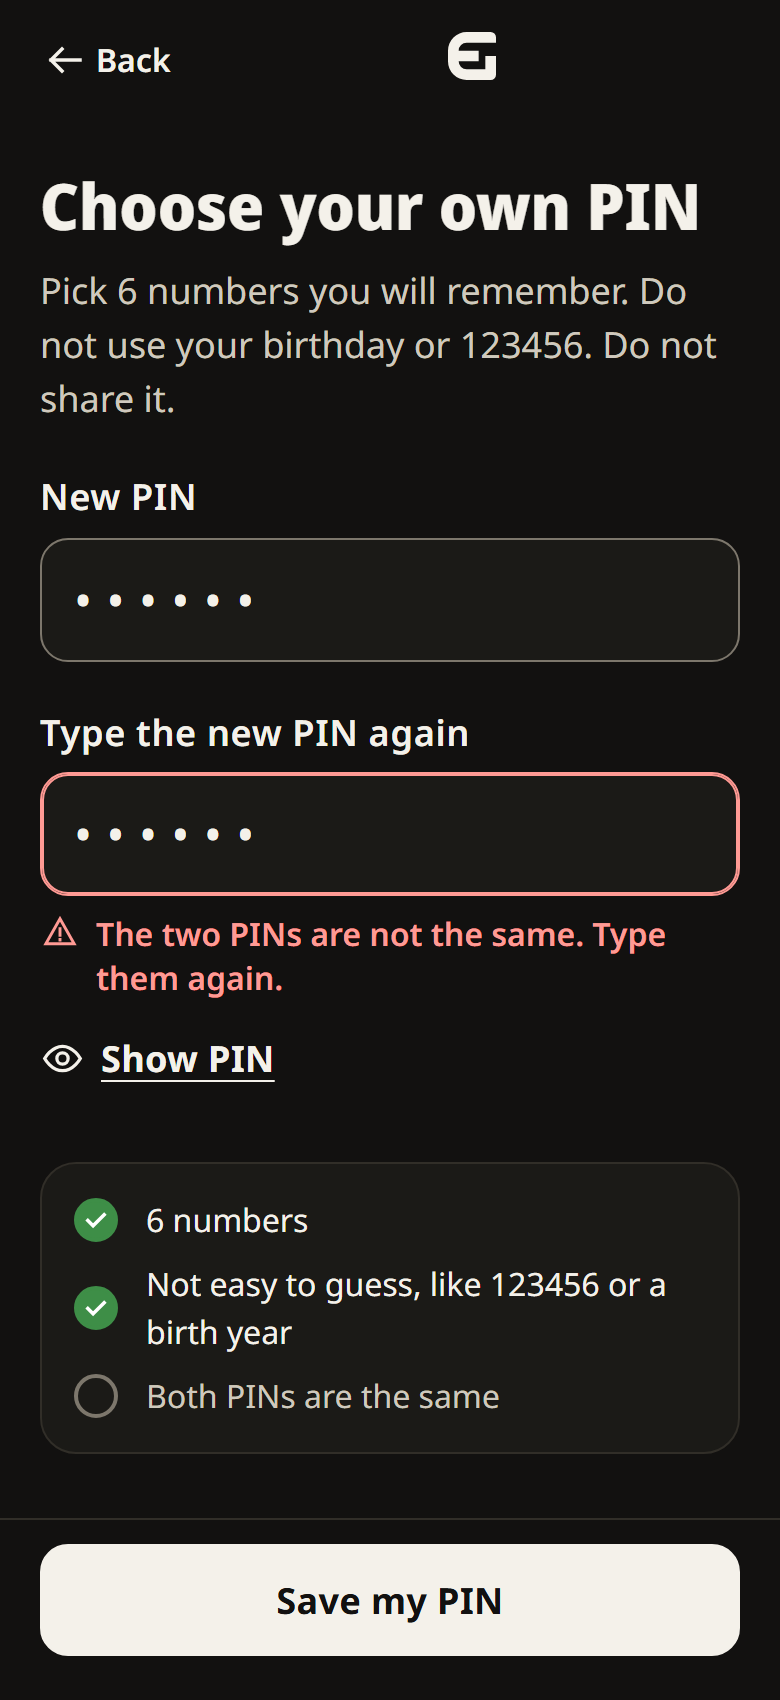 Back
Choose your own PIN
Pick 6 numbers you will remember. Do
not use your birthday or 123456. Do not
share it.
New PIN
••••••
Type the new PIN again
••••••
The two PINs are not the same. Type
them again.
Show PIN
6 numbers
Not easy to guess, like 123456 or a
birth year
Both PINs are the same
Save my PIN